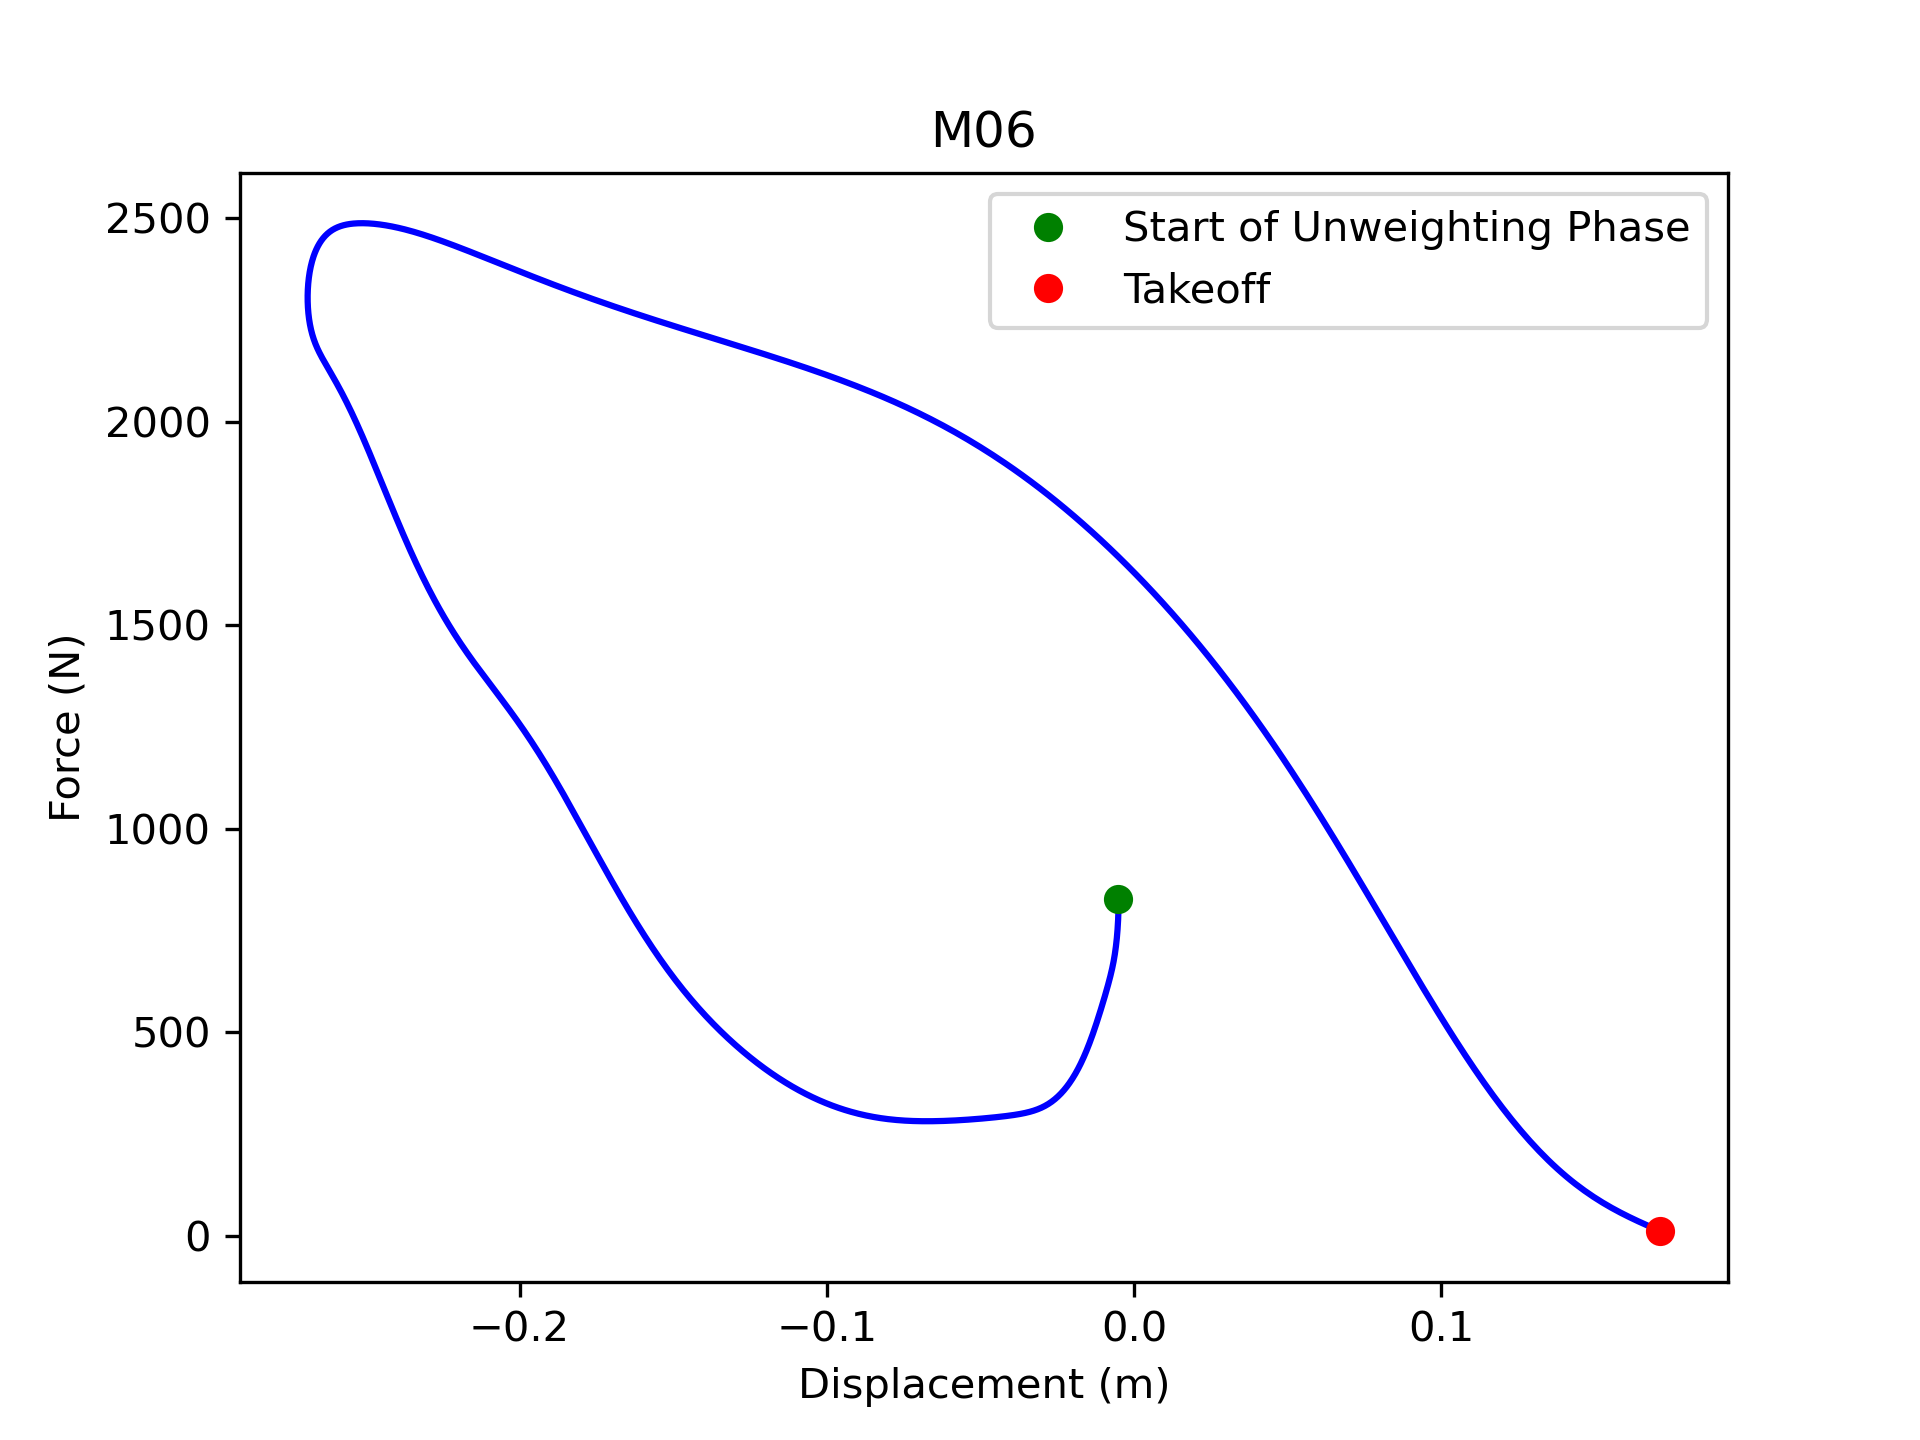 M06
Start of Unweighting Phase
Takeoff
2500
2000
1500
1000
500
0
Force (N)
−0.2
−0.1
0.0
0.1
Displacement (m)